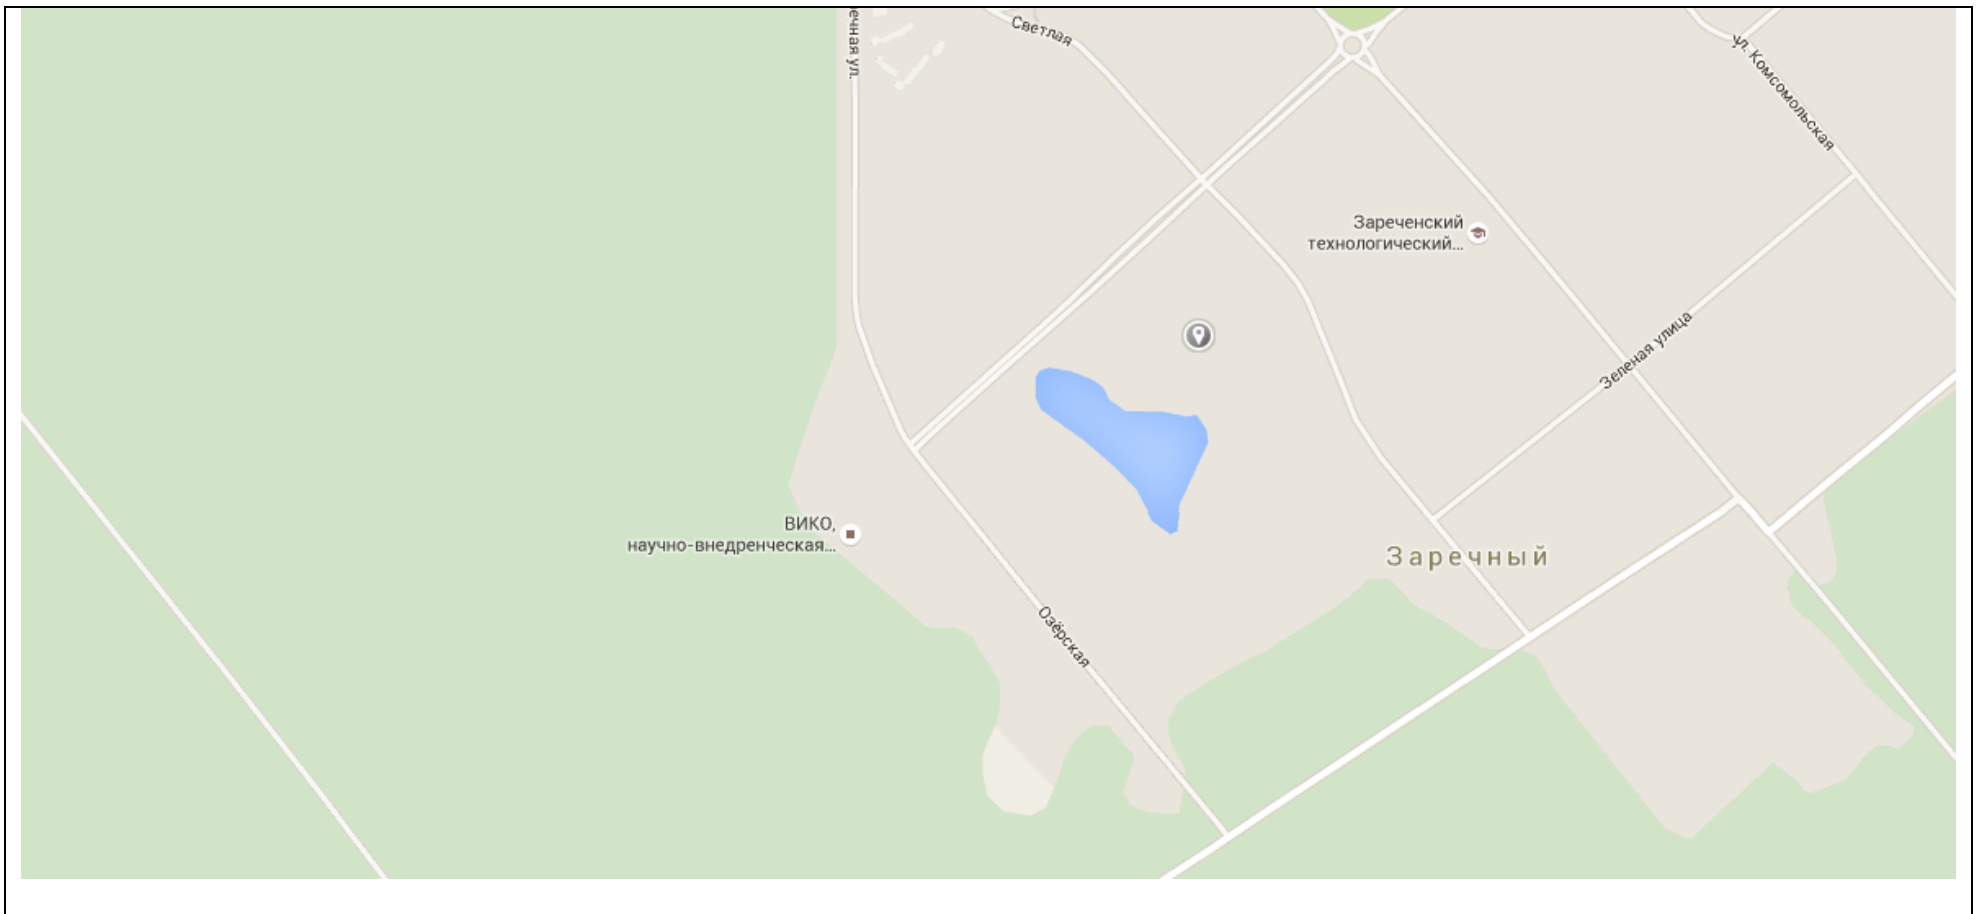 ечная ул.
Светлая
ул. Комсомольская
Зареченский
технологический...
Зеленая улица
ВИКО,
научно-внедренческая...
Заречный
Озёрская